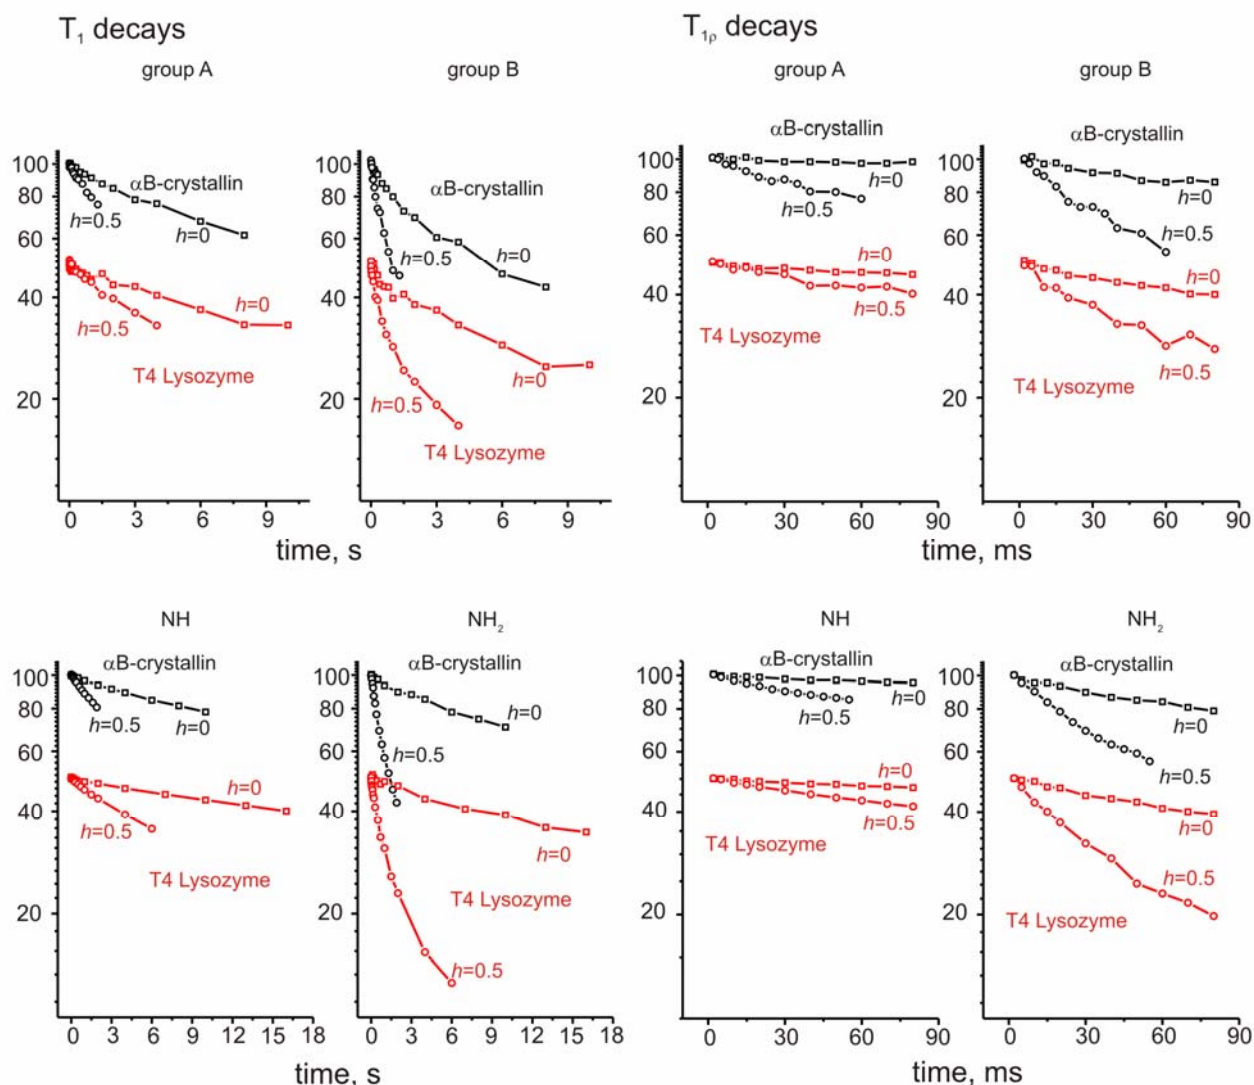 T₁ decays
T₁ρ decays
group A
group B
group A
group B
αB-crystallin
αB-crystallin
100
αB-crystallin
h=0
h=0.5
80
60
40
h=0
h=0.5
T4 Lysozyme
20
0 3 6 9
100
αB-crystallin
h=0
h=0.5
80
60
40
h=0
h=0.5
T4 Lysozyme
20
0 3 6 9
time, s
100
h=0
h=0.5
80
60
40
h=0
h=0.5
T4 Lysozyme
20
0 30 60 90
100
h=0
h=0.5
80
60
40
h=0
h=0.5
T4 Lysozyme
20
0 30 60 90
time, ms
NH
NH₂
NH
NH₂
αB-crystallin
αB-crystallin
αB-crystallin
αB-crystallin
100
h=0.5
h=0
80
60
40
h=0
h=0.5
T4 Lysozyme
20
0 3 6 9 12 15 18
100
h=0
h=0.5
80
60
40
h=0
T4 Lysozyme
h=0.5
20
0 3 6 9 12 15 18
time, s
100
h=0
h=0.5
80
60
40
h=0
h=0.5
T4 Lysozyme
20
0 30 60 90
100
h=0
h=0.5
80
60
40
h=0
h=0.5
T4 Lysozyme
20
0 30 60 90
time, ms